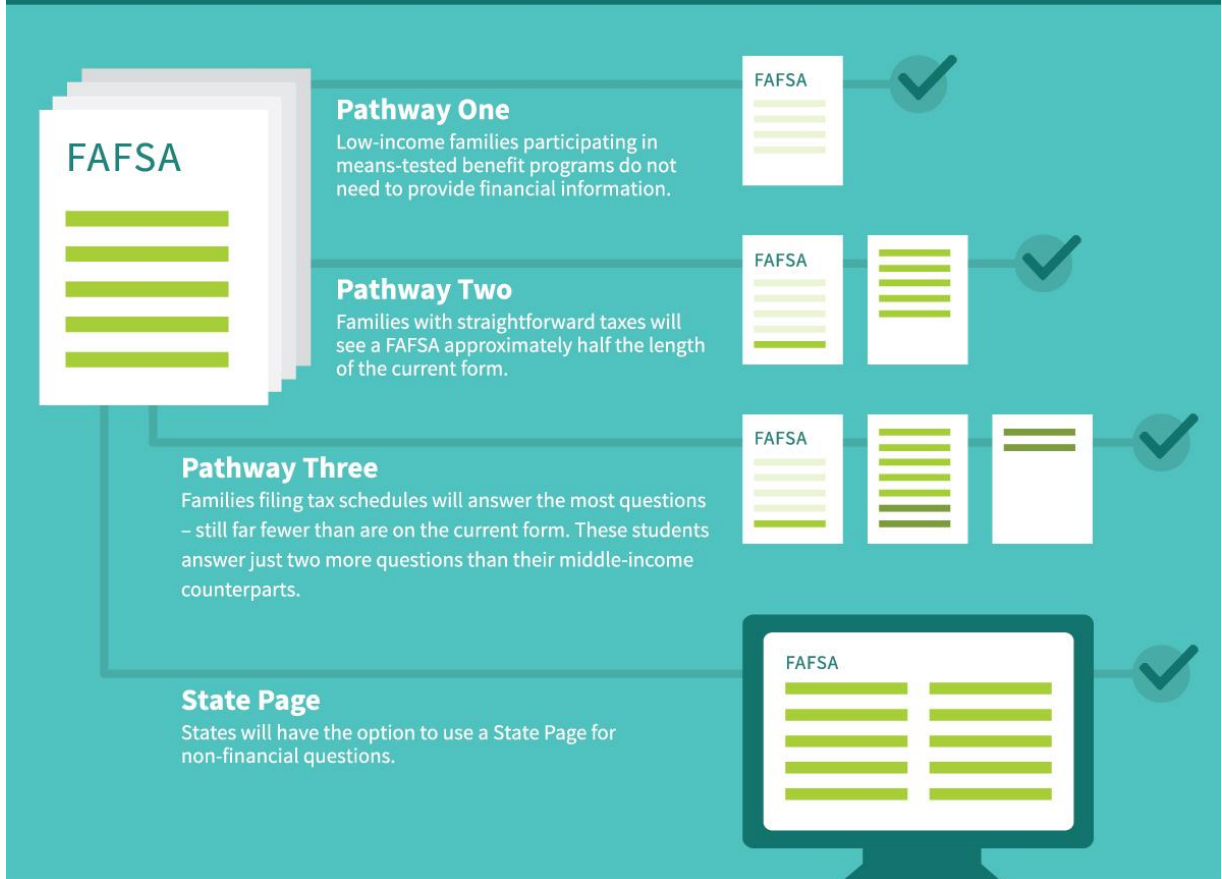 FAFSA
Pathway One
Low-income families participating in
means-tested benefit programs do not
need to provide financial information.
FAFSA
Pathway Two
Families with straightforward taxes will
see a FAFSA approximately half the length
of the current form.
FAFSA
Pathway Three
Families filing tax schedules will answer the most questions
– still far fewer than are on the current form. These students
answer just two more questions than their middle-income
counterparts.
FAFSA
State Page
States will have the option to use a State Page for
non-financial questions.
FAFSA